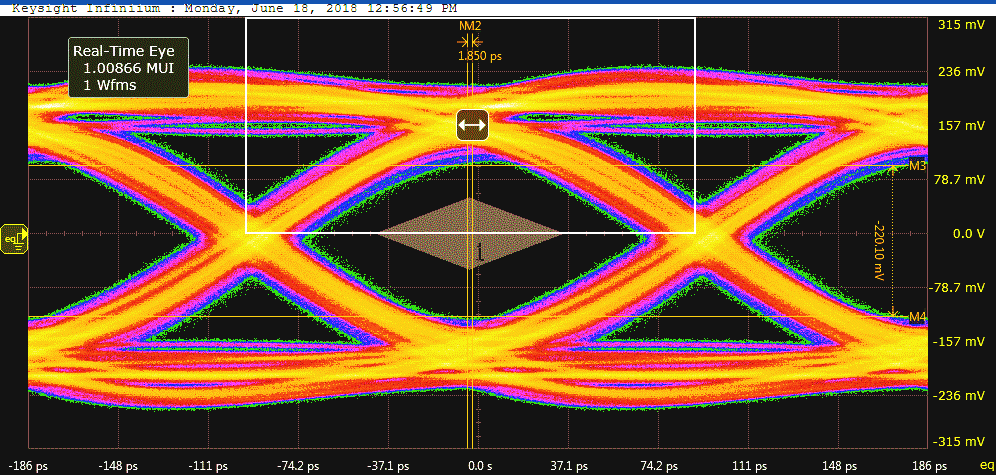 Keysight Infiniium : Monday, June 18, 2018 12:56:49 PM
NM2
1.850 ps
Real-Time Eye
1.00866 MUI
1 Wfms
315 mV
236 mV
157 mV
M3
78.7 mV
eq
0.0 V
-220.10 mV
1
-78.7 mV
M4
-157 mV
-236 mV
-315 mV
-186 ps -148 ps -111 ps -74.2 ps -37.1 ps 0.0 s 37.1 ps 74.2 ps 111 ps 148 ps 186 ps eq